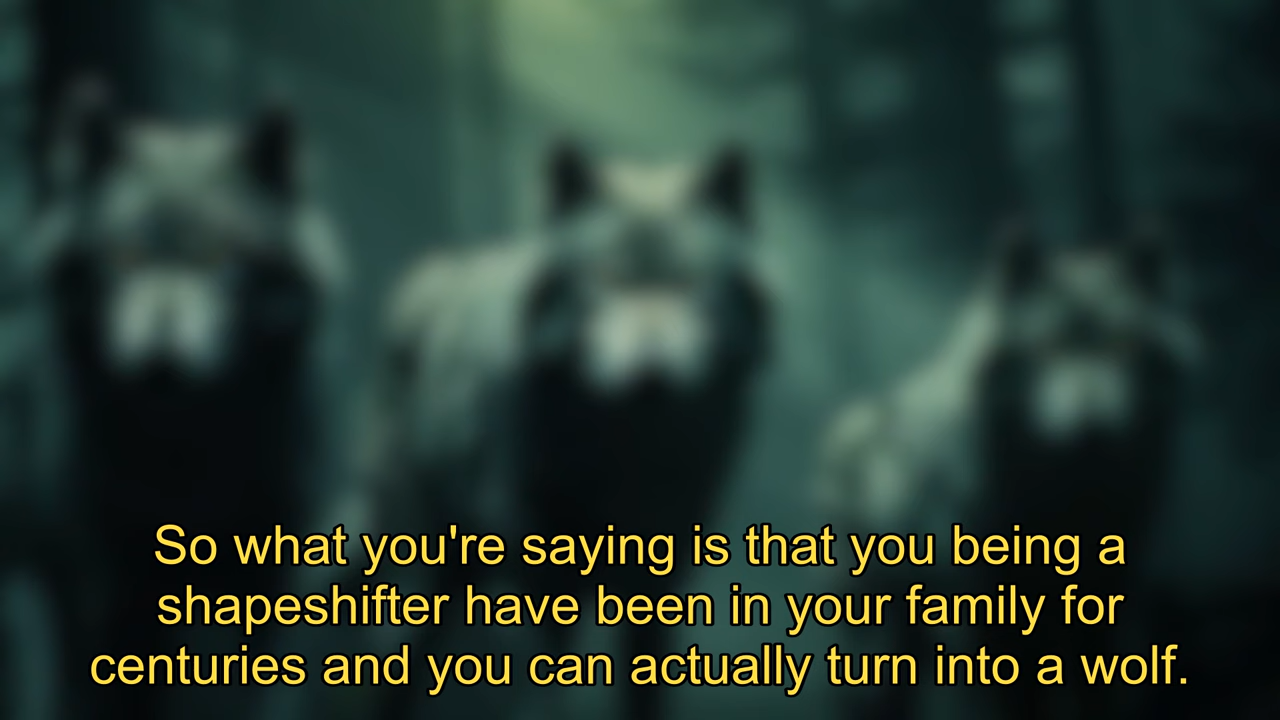 So what you're saying is that you being a
shapeshifter have been in your family for
centuries and you can actually turn into a wolf.